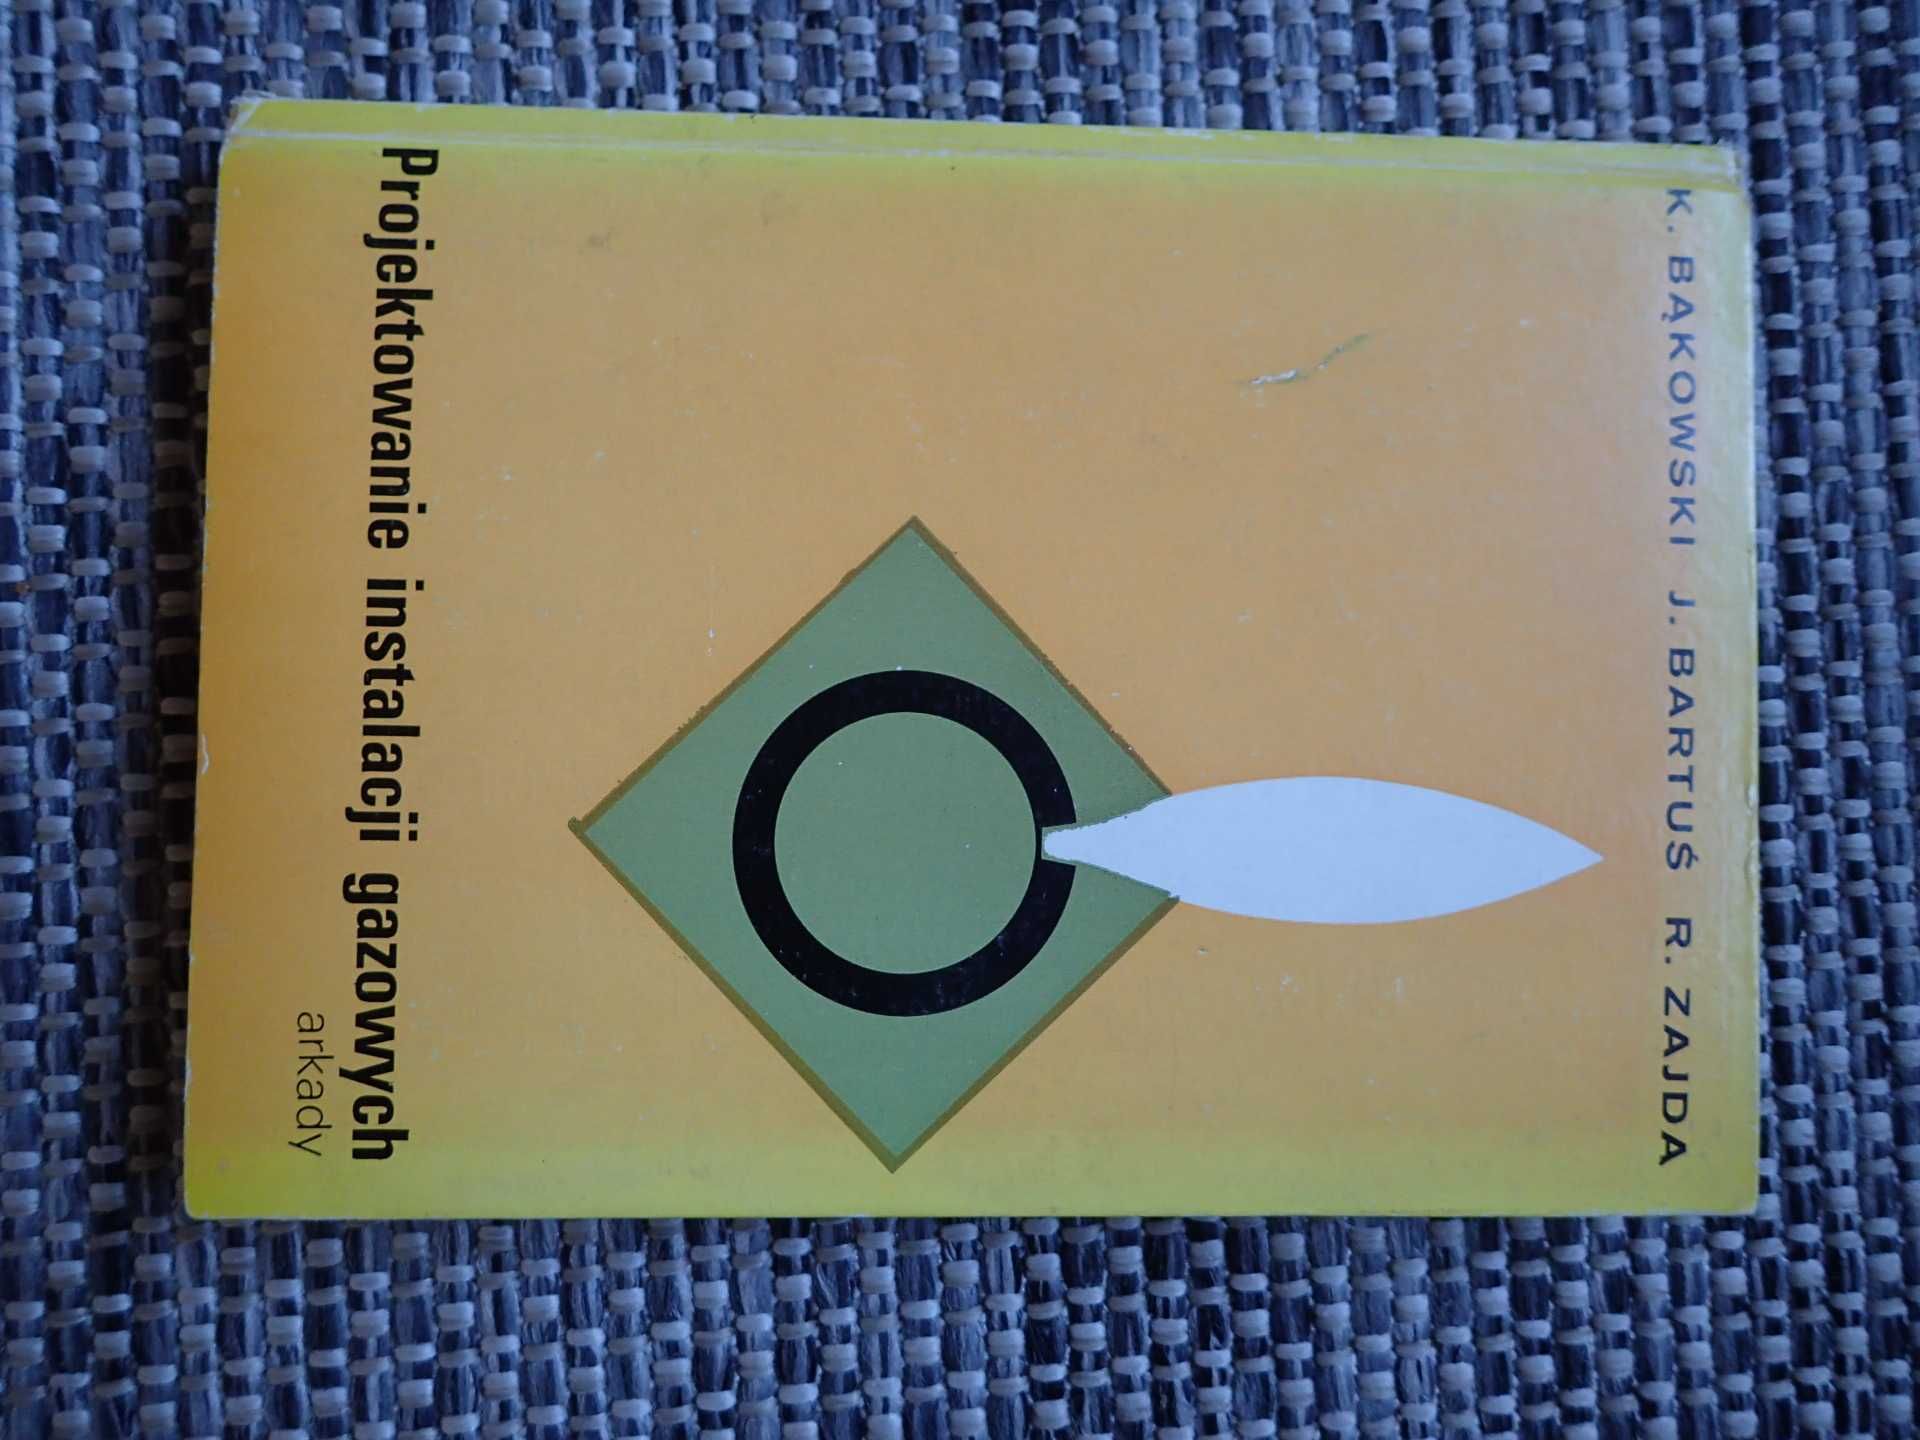 K. BĄKOWSKI J. BARTUŚ R. ZAJDA
Projektowanie instalacji gazowych
arkady